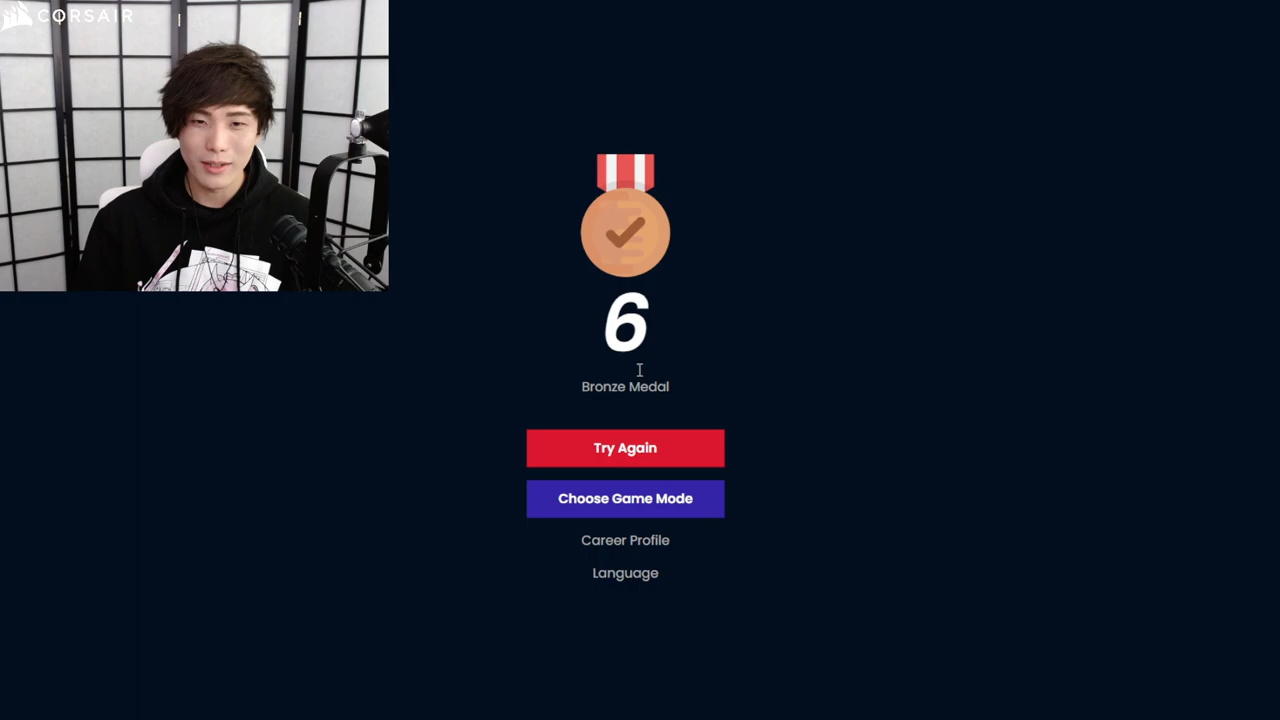 CORSAIR
6
Bronze Medal
Try Again
Choose Game Mode
Career Profile
Language